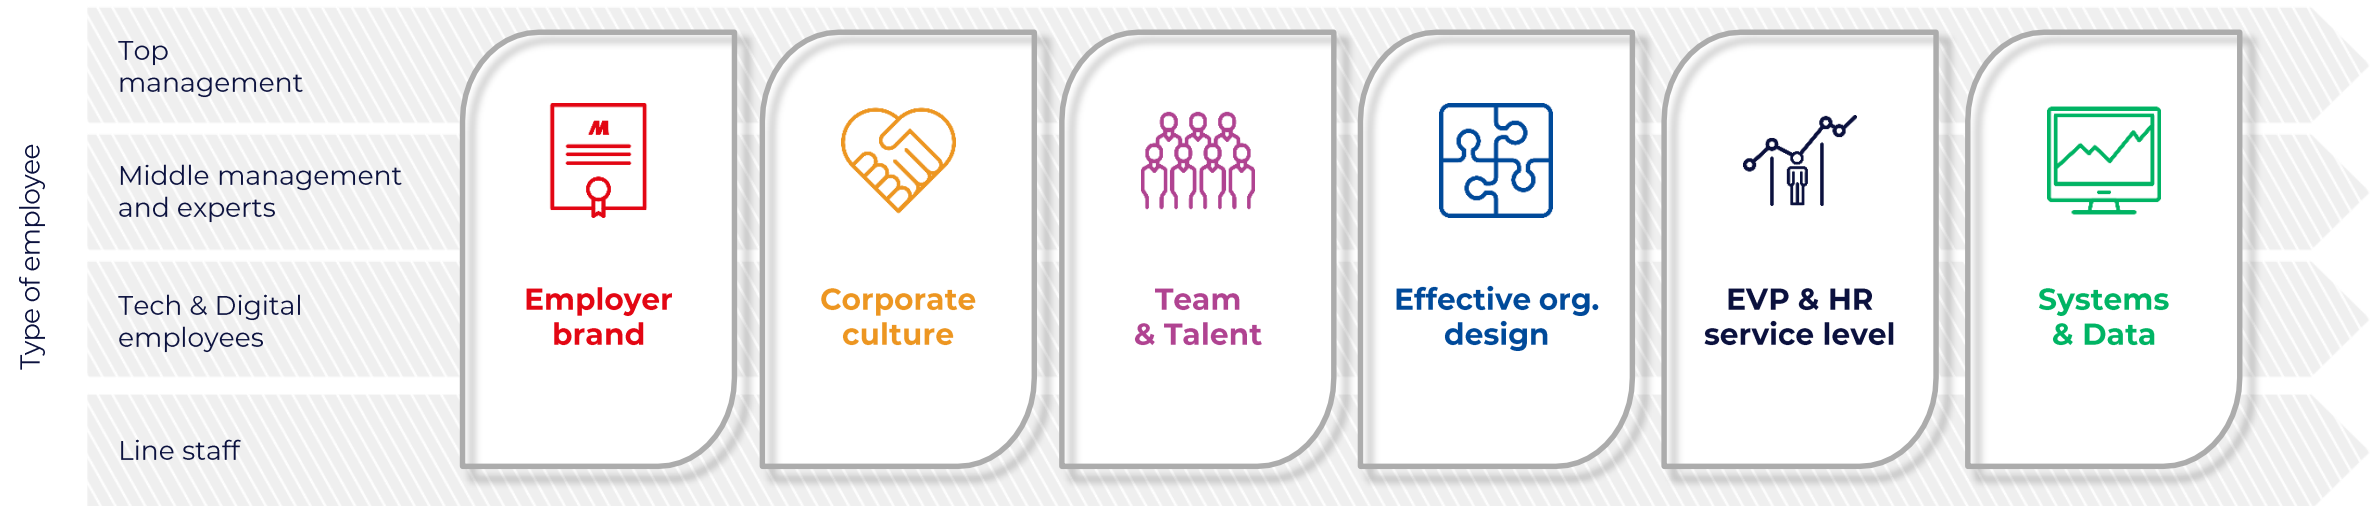 Type of employee
Top
management
Middle management
and experts
Tech & Digital
employees
Line staff
M
Employer
brand
Corporate
culture
Team
& Talent
Effective org.
design
EVP & HR
service level
Systems
& Data